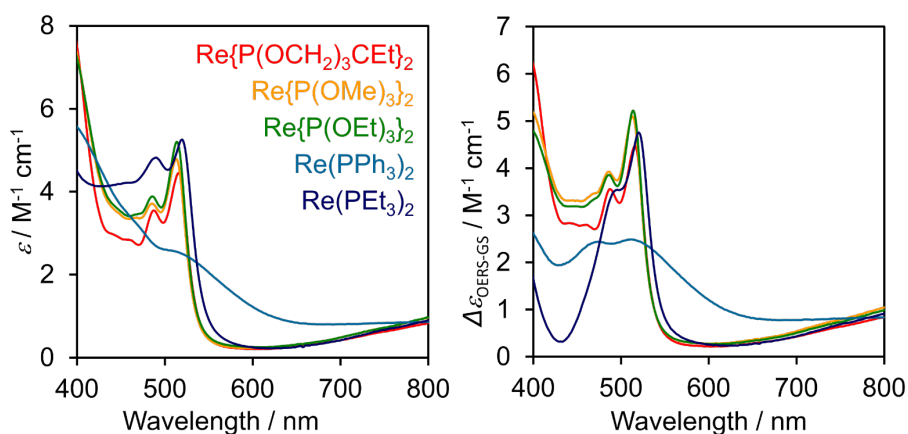 8
6
4
2
0
400 500 600 700 800
Wavelength / nm
ε / M⁻¹ cm⁻¹
Re{P(OCH₂)₃CEt}₂
Re{P(OMe)₃}₂
Re{P(OEt)₃}₂
Re(PPh₃)₂
Re(PEt₃)₂
7
6
5
4
3
2
1
0
400 500 600 700 800
Wavelength / nm
Δε_OERS-GS / M⁻¹ cm⁻¹